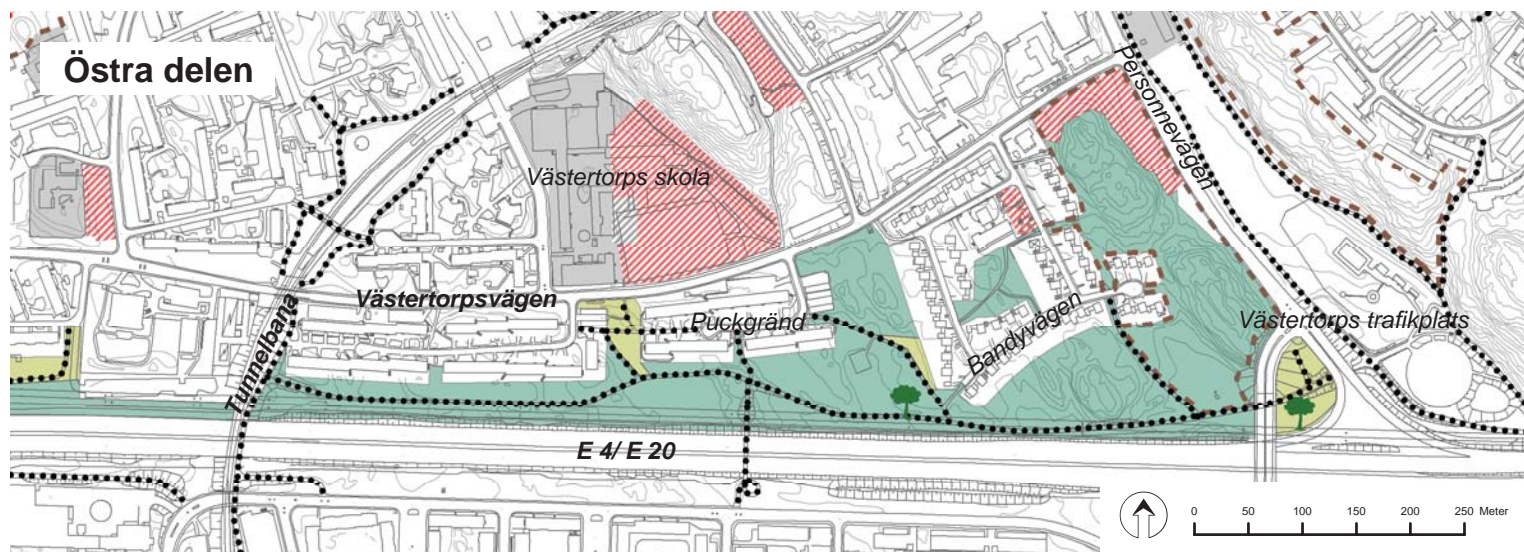 Östra delen
Personnevägen
Västertorps skola
Västertorpsvägen
Puckgränd
Bandyvägen
Västertorps trafikplats
Tunnelbana
E 4/ E 20
0 50 100 150 200 250 Meter